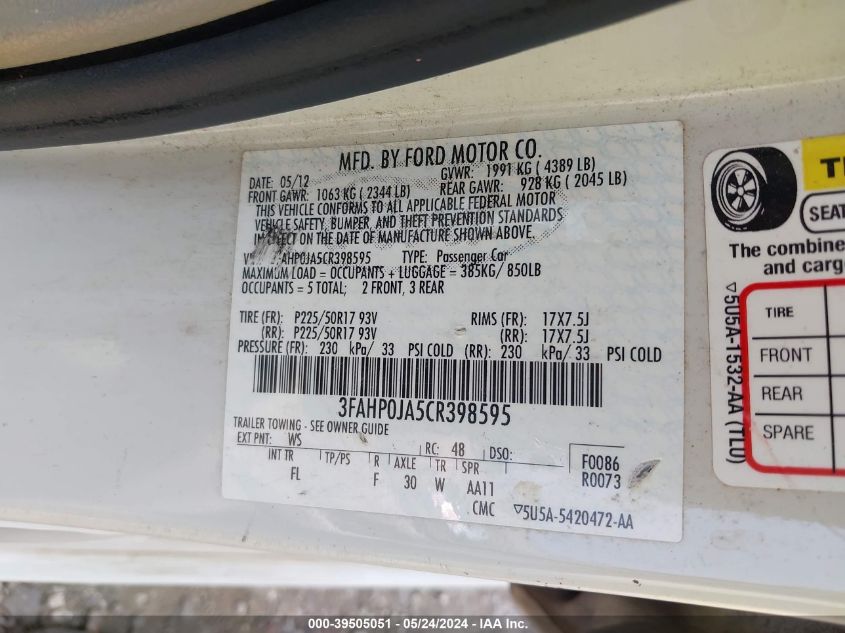 MFD. BY FORD MOTOR CO.
DATE: 05/12 GVWR: 1991 KG ( 4389 LB)
FRONT GAWR: 1063 KG ( 2344 LB) REAR GAWR: 928 KG ( 2045 LB)
THIS VEHICLE CONFORMS TO ALL APPLICABLE FEDERAL MOTOR
VEHICLE SAFETY, BUMPER, AND THEFT PREVENTION STANDARDS
IN EFFECT ON THE DATE OF MANUFACTURE SHOWN ABOVE.
AHP0JA5CR398595 TYPE: Passenger Car
MAXIMUM LOAD = OCCUPANTS + LUGGAGE = 385KG/ 850LB
OCCUPANTS = 5 TOTAL; 2 FRONT, 3 REAR
TIRE (FR): P225/50R17 93V RIMS (FR): 17X7.5J
(RR): P225/50R17 93V (RR): 17X7.5J
PRESSURE (FR): 230 kPa/ 33 PSI COLD (RR): 230 kPa/ 33 PSI COLD
3FAHP0JA5CR398595
TRAILER TOWING - SEE OWNER GUIDE
EXT PNT: WS RC: 48 DSO: F0086
INT TR TP/PS R AXLE TR SPR R0073
FL F 30 W AA11
CMC ▽5U5A-5420472-AA
SEAT
The combine
and carg
TIRE
FRONT
REAR
SPARE
▽5U5A-1532-AA (TLU)
000-39505051 - 05/24/2024 - IAA Inc.